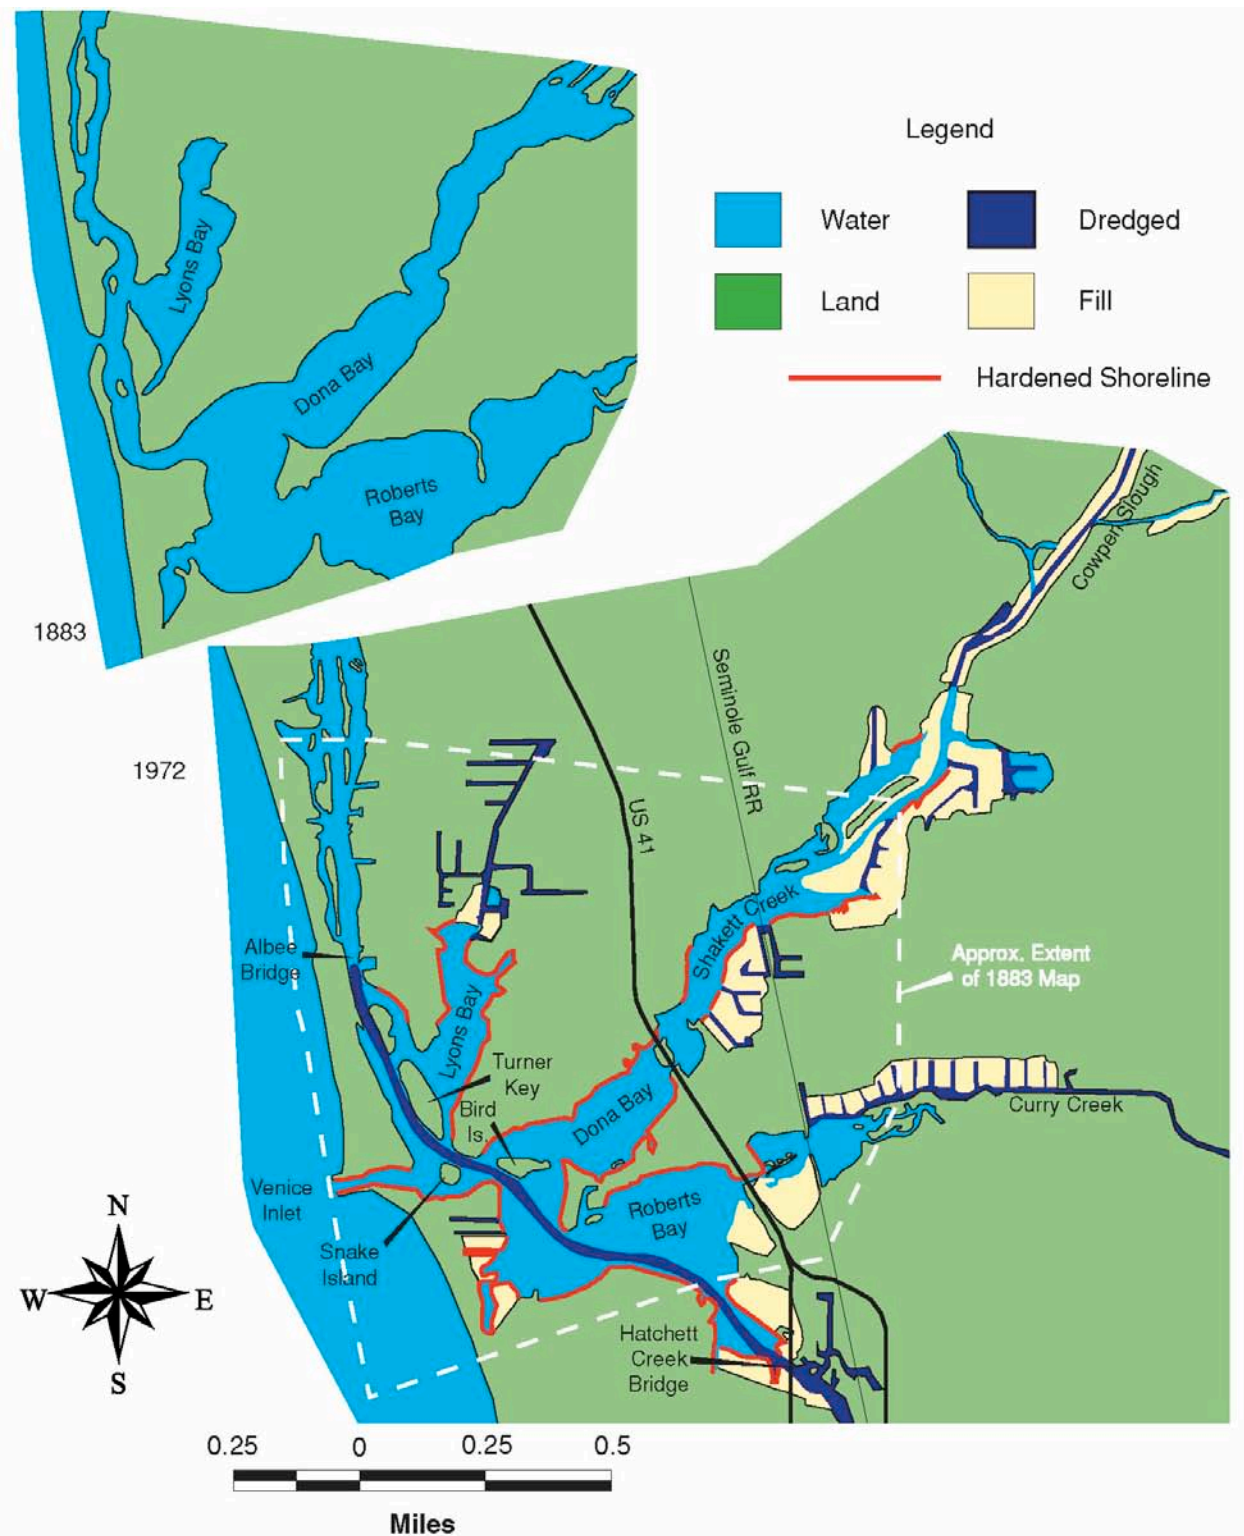 Legend
Water
Dredged
Land
Fill
Hardened Shoreline
Lyons Bay
Dona Bay
Roberts
Bay
1883
Cowpen Slough
Seminole Gulf RR
1972
US 41
Albee
Bridge
Shakett Creek
Approx. Extent
of 1883 Map
Lyons Bay
Turner
Key
Bird
Is.
Dona Bay
Curry Creek
Venice
Inlet
Roberts
Bay
Snake
Island
N
W
E
S
Hatchett
Creek
Bridge
0.25 0 0.25 0.5
Miles